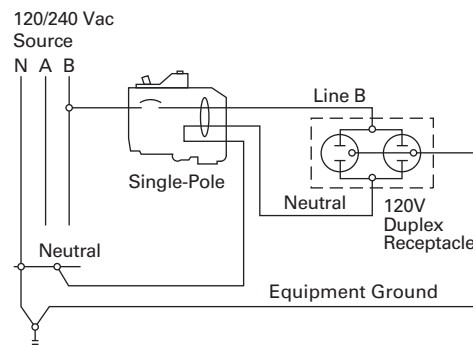 120/240 Vac
Source
N A B
Line B
Single-Pole
Neutral
120V
Duplex
Receptacle
Neutral
Equipment Ground